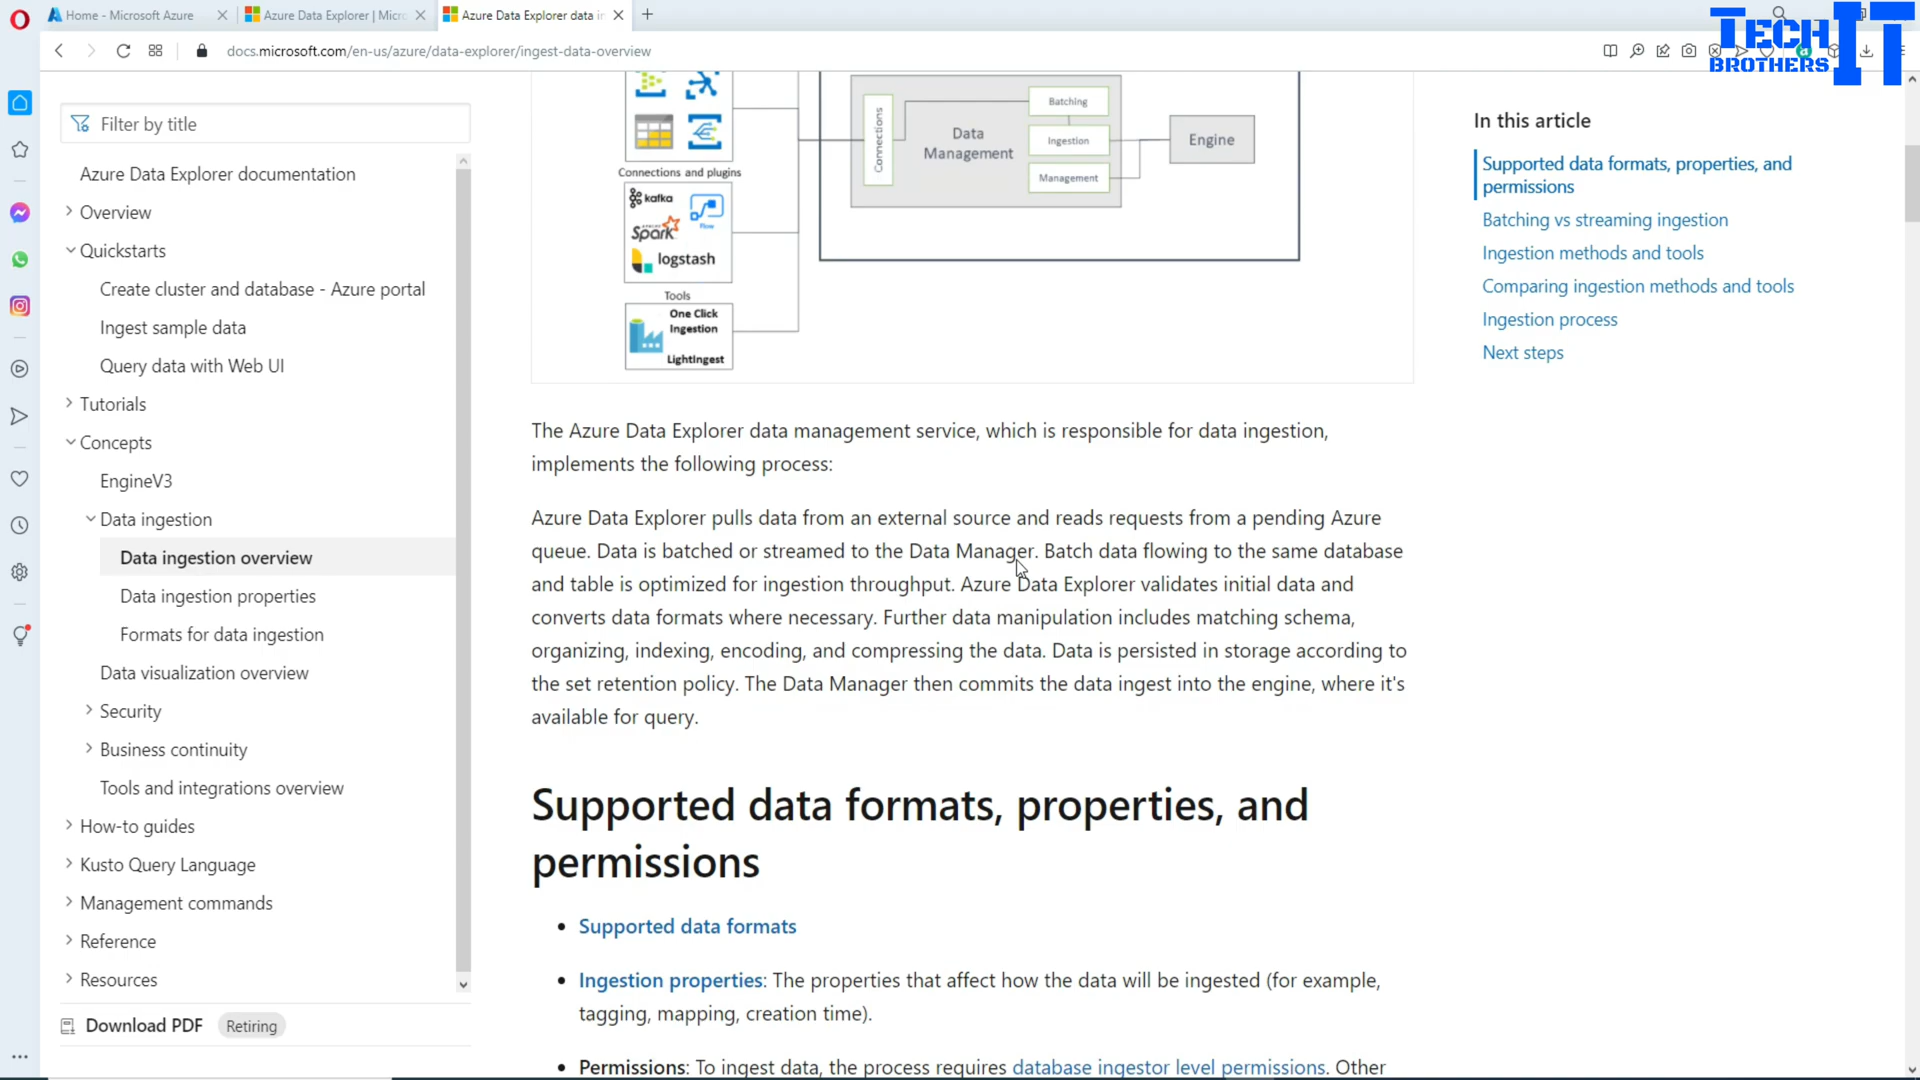 Home - Microsoft Azure
Azure Data Explorer | Micr
Azure Data Explorer data in
TECH IT
BROTHERS
docs.microsoft.com/en-us/azure/data-explorer/ingest-data-overview
Filter by title
Azure Data Explorer documentation
Overview
Quickstarts
Create cluster and database - Azure portal
Ingest sample data
Query data with Web UI
Tutorials
Concepts
EngineV3
Data ingestion
Data ingestion overview
Data ingestion properties
Formats for data ingestion
Data visualization overview
Security
Business continuity
Tools and integrations overview
How-to guides
Kusto Query Language
Management commands
Reference
Resources
Download PDF Retiring
Connections and plugins
kafka
Flow
Spark
logstash
Tools
One Click
Ingestion
LightIngest
Connections
Data
Management
Batching
Ingestion
Management
Engine
The Azure Data Explorer data management service, which is responsible for data ingestion,
implements the following process:
Azure Data Explorer pulls data from an external source and reads requests from a pending Azure
queue. Data is batched or streamed to the Data Manager. Batch data flowing to the same database
and table is optimized for ingestion throughput. Azure Data Explorer validates initial data and
converts data formats where necessary. Further data manipulation includes matching schema,
organizing, indexing, encoding, and compressing the data. Data is persisted in storage according to
the set retention policy. The Data Manager then commits the data ingest into the engine, where it's
available for query.
Supported data formats, properties, and
permissions
• Supported data formats
• Ingestion properties: The properties that affect how the data will be ingested (for example,
tagging, mapping, creation time).
• Permissions: To ingest data, the process requires database ingestor level permissions. Other
In this article
Supported data formats, properties, and
permissions
Batching vs streaming ingestion
Ingestion methods and tools
Comparing ingestion methods and tools
Ingestion process
Next steps